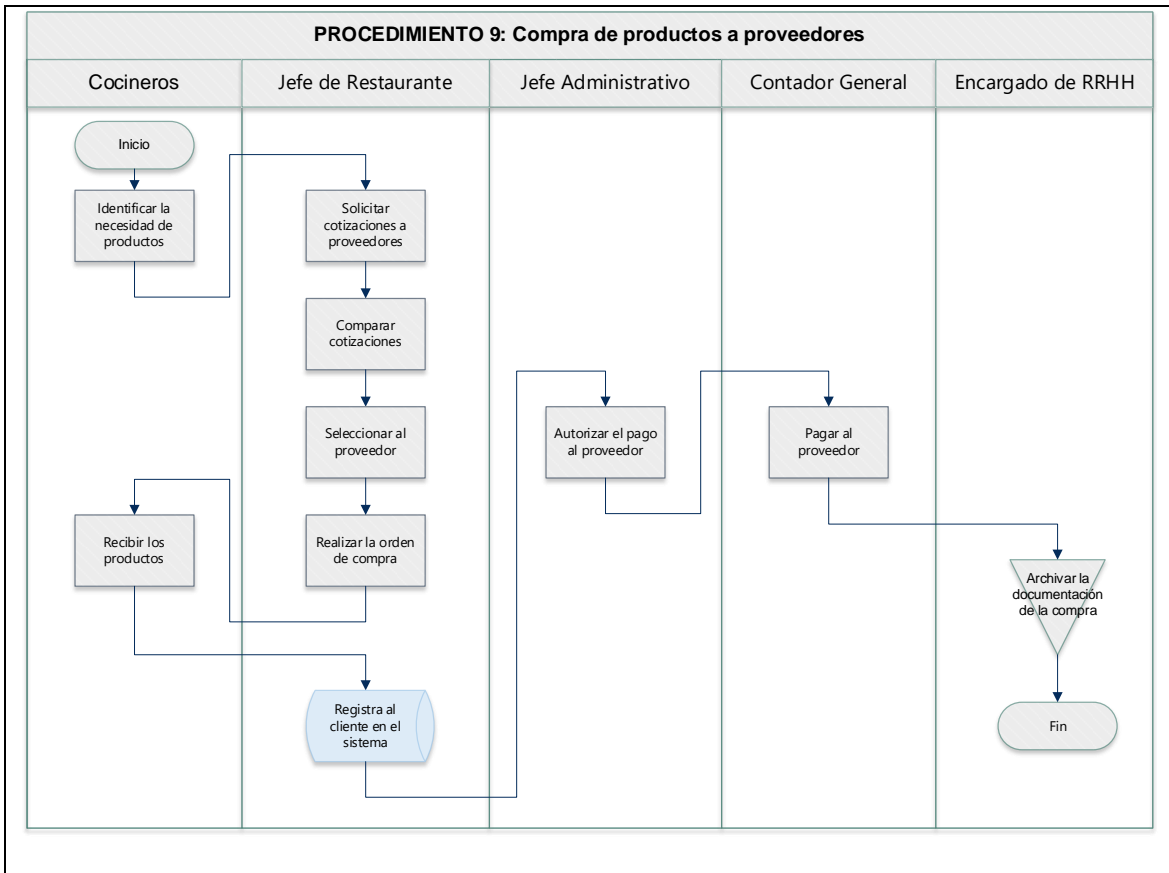 PROCEDIMIENTO 9: Compra de productos a proveedores
Cocineros
Jefe de Restaurante
Jefe Administrativo
Contador General
Encargado de RRHH
Inicio
Identificar la
necesidad de
productos
Solicitar
cotizaciones a
proveedores
Comparar
cotizaciones
Seleccionar al
proveedor
Realizar la orden
de compra
Recibir los
productos
Registra al
cliente en el
sistema
Autorizar el pago
al proveedor
Pagar al
proveedor
Archivar la
documentación
de la compra
Fin